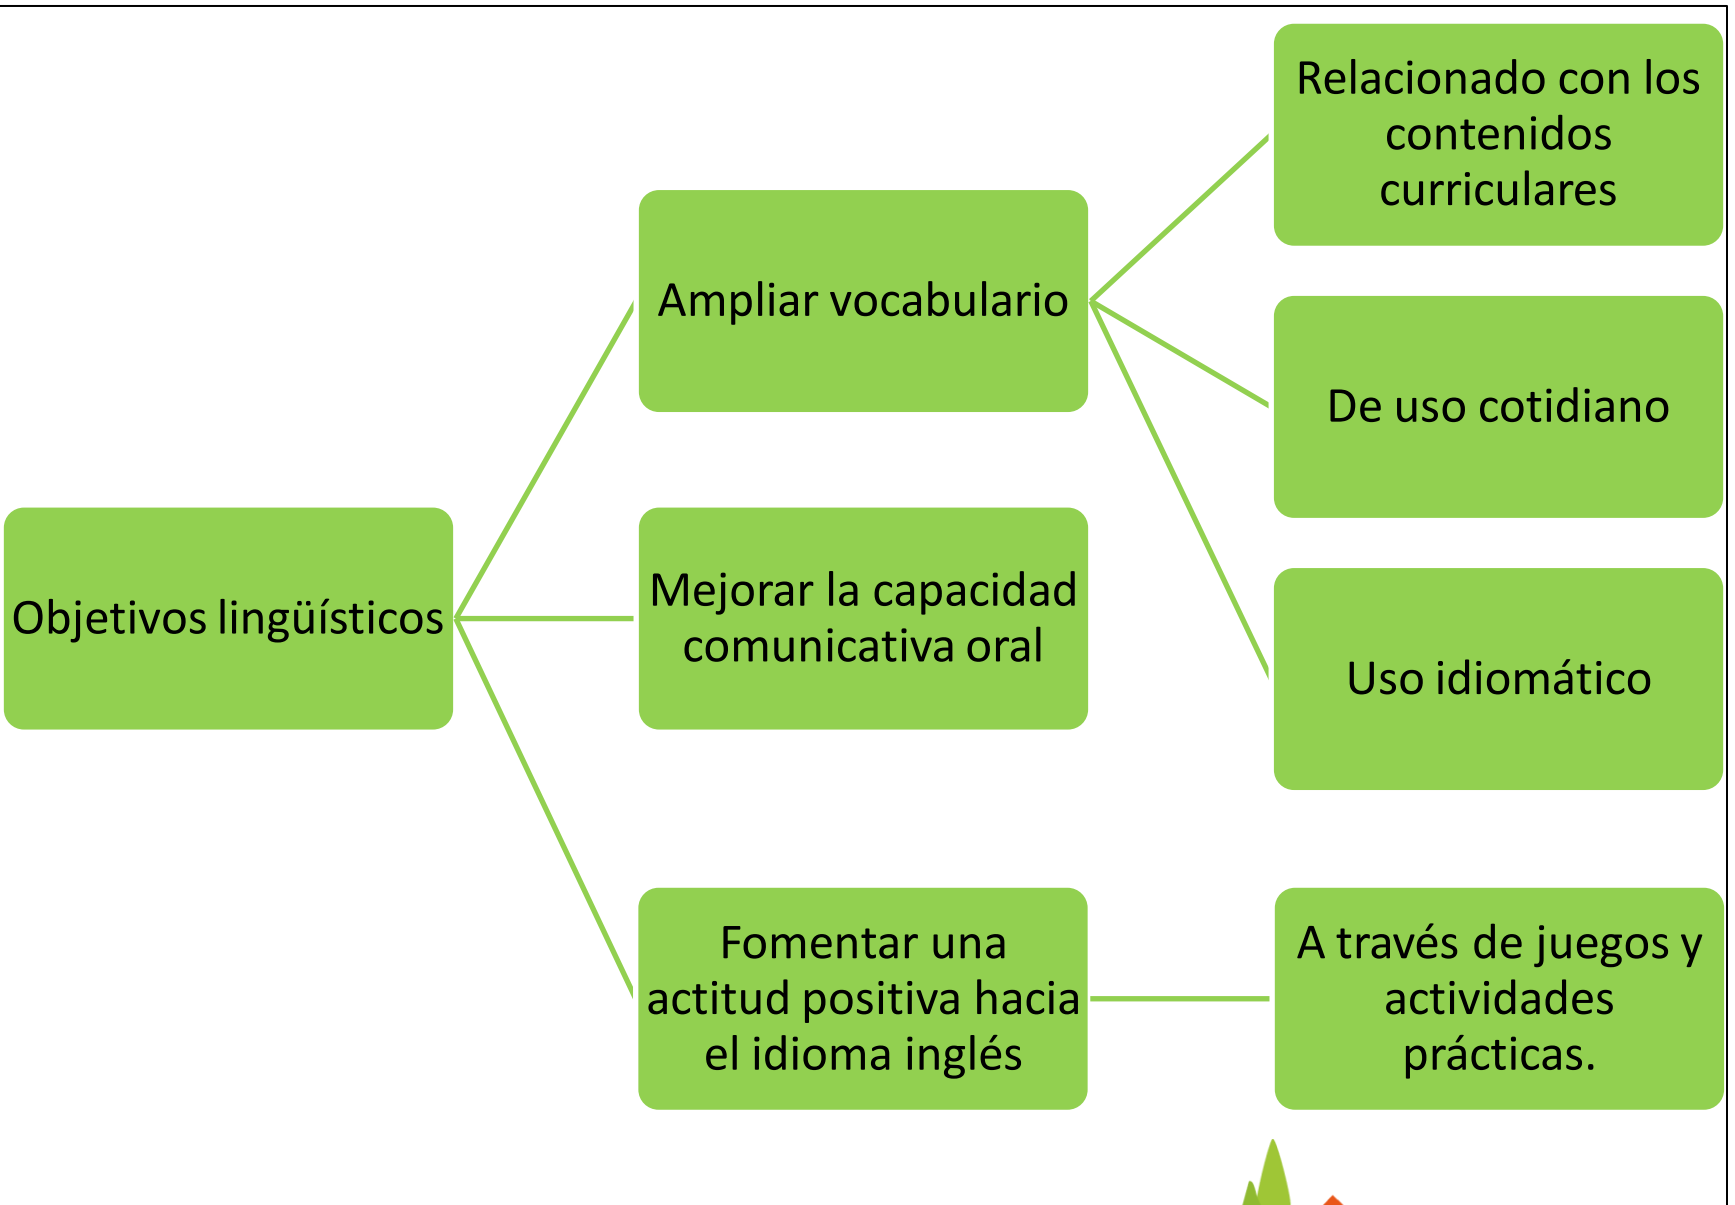 Objetivos lingüísticos
Ampliar vocabulario
Relacionado con los
contenidos
curriculares
De uso cotidiano
Uso idiomático
Mejorar la capacidad
comunicativa oral
Fomentar una
actitud positiva hacia
el idioma inglés
A través de juegos y
actividades
prácticas.